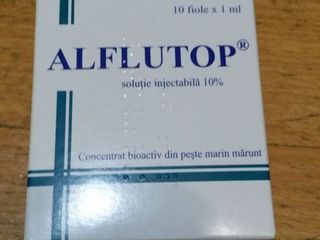 10 fiole x 1 ml
ALFLUTOP®
soluție injectabilă 10%
Concentrat bioactiv din pește marin mărunt